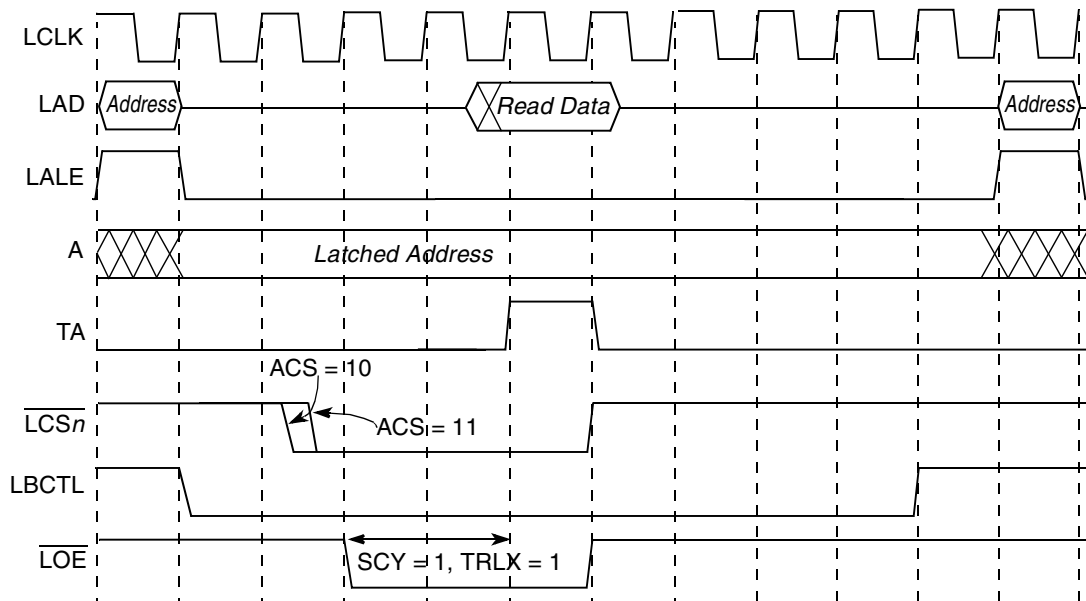 LCLK
LAD
Address
Read Data
Address
LALE
A
Latched Address
TA
ACS = 10
LCSn
ACS = 11
LBCTL
LOE
SCY = 1, TRLX = 1